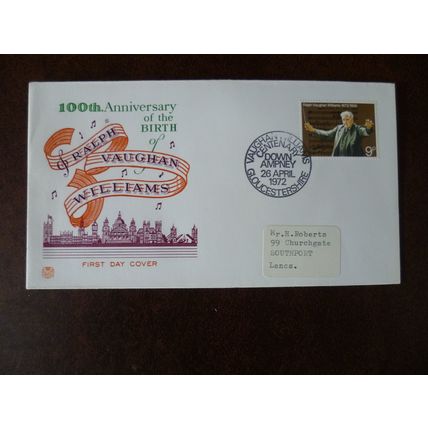 100th. Anniversary
of the
BIRTH
of
RALPH
VAUGHAN
WILLIAMS
FIRST DAY COVER
VAUGHAN WILLIAMS
CENTENARY
DOWN
AMPNEY
26 APRIL
1972
GLOUCESTERSHIRE
Ralph Vaughan Williams 1872-1958
9p
Mr.H.Roberts
99 Churchgate
SOUTHPORT
Lancs.